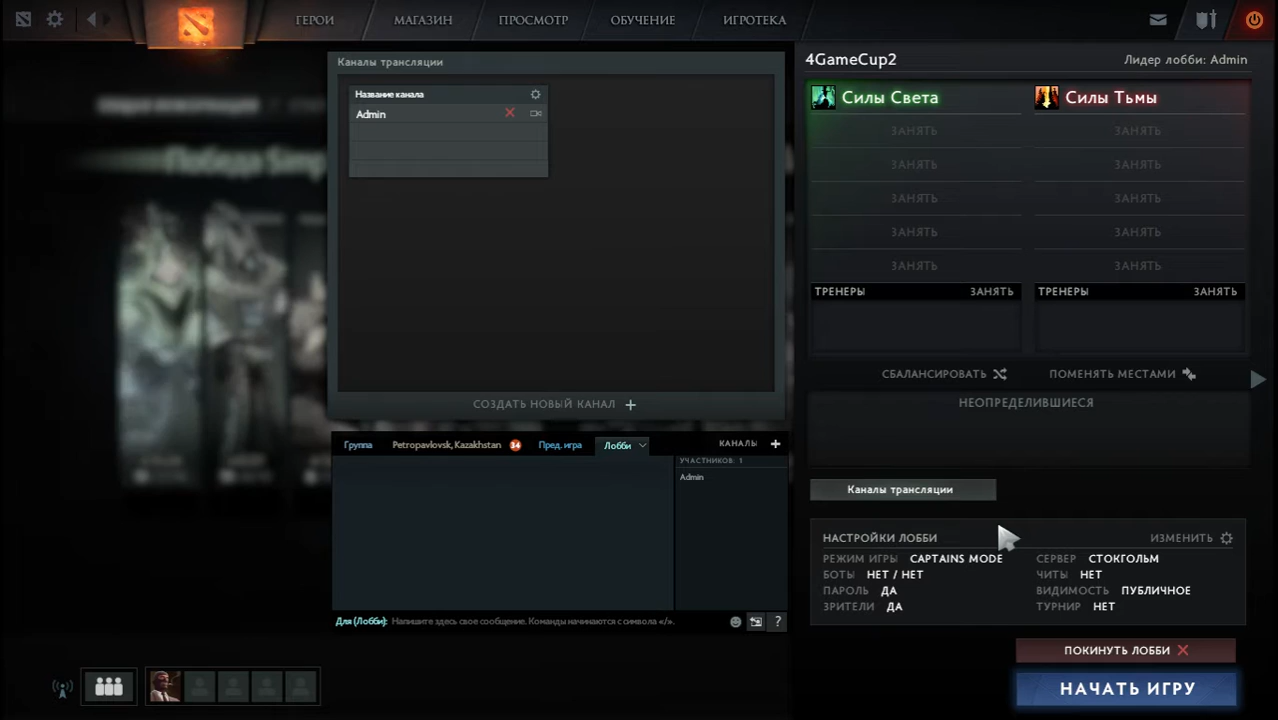 ГЕРОИ
МАГАЗИН
ПРОСМОТР
ОБУЧЕНИЕ
ИГРОТЕКА
Каналы трансляции
Название канала
Admin
СОЗДАТЬ НОВЫЙ КАНАЛ +
Победа Simp
Группа
Petropavlovsk, Kazakhstan 34
Пред. игра
Лобби
КАНАЛЫ +
УЧАСТНИКОВ: 1
Admin
Для (Лобби): Напишите здесь свое сообщение. Команды начинаются с символа «/».
?
4GameCup2
Лидер лобби: Admin
Силы Света
ЗАНЯТЬ
ЗАНЯТЬ
ЗАНЯТЬ
ЗАНЯТЬ
ЗАНЯТЬ
ТРЕНЕРЫ ЗАНЯТЬ
Силы Тьмы
ЗАНЯТЬ
ЗАНЯТЬ
ЗАНЯТЬ
ЗАНЯТЬ
ЗАНЯТЬ
ТРЕНЕРЫ ЗАНЯТЬ
СБАЛАНСИРОВАТЬ
ПОМЕНЯТЬ МЕСТАМИ
НЕОПРЕДЕЛИВШИЕСЯ
Каналы трансляции
НАСТРОЙКИ ЛОББИ
ИЗМЕНИТЬ
РЕЖИМ ИГРЫ CAPTAINS MODE
БОТЫ НЕТ / НЕТ
ПАРОЛЬ ДА
ЗРИТЕЛИ ДА
СЕРВЕР СТОКГОЛЬМ
ЧИТЫ НЕТ
ВИДИМОСТЬ ПУБЛИЧНОЕ
ТУРНИР НЕТ
ПОКИНУТЬ ЛОББИ
НАЧАТЬ ИГРУ